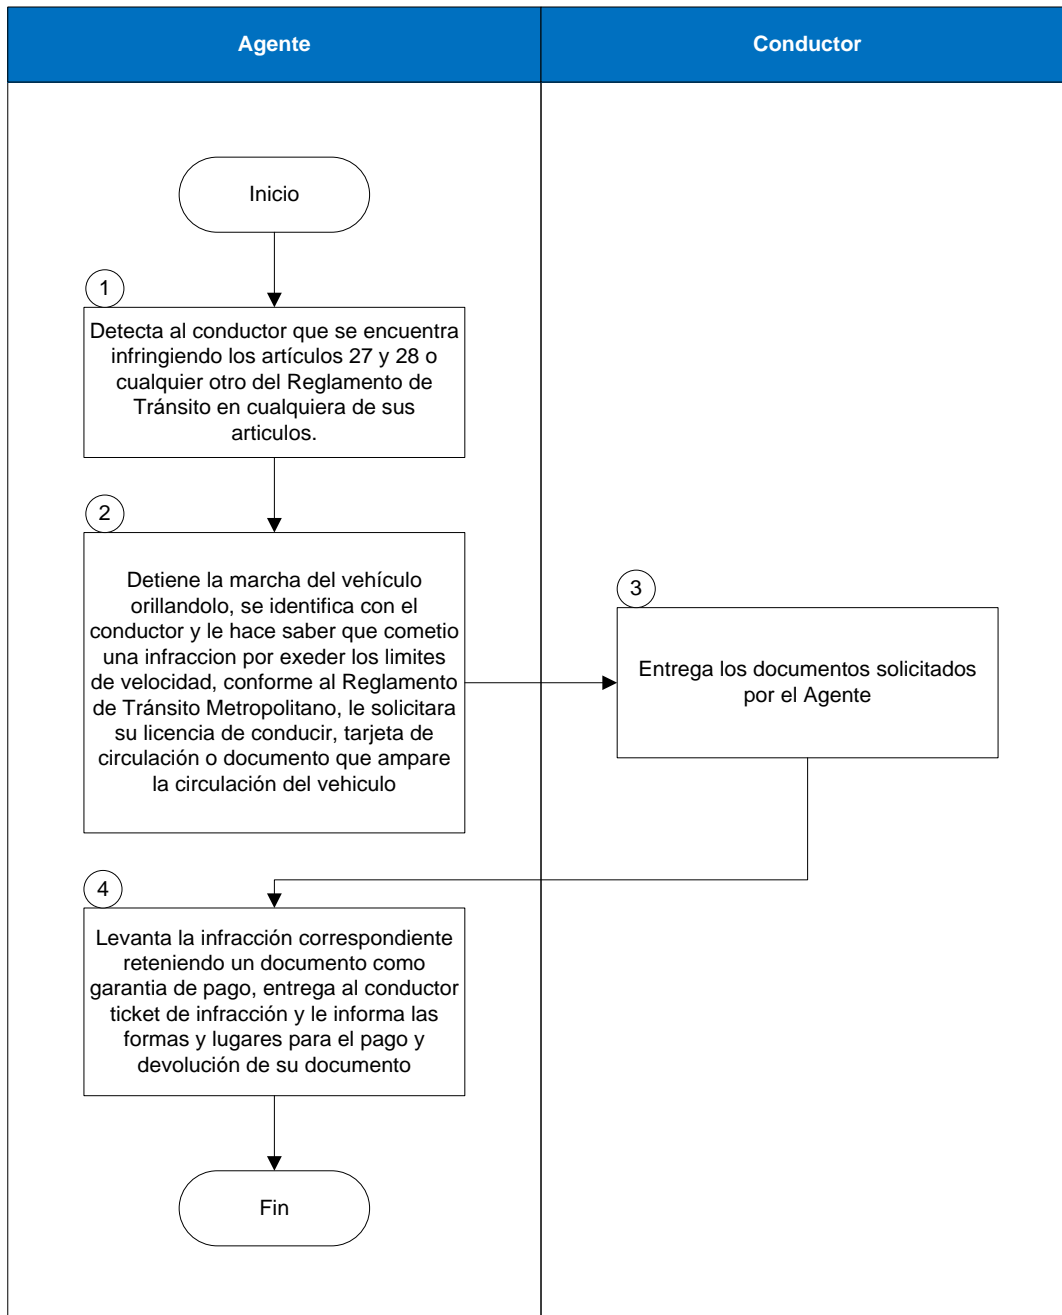 Agente
Conductor
Inicio
1
Detecta al conductor que se encuentra
infringiendo los artículos 27 y 28 o
cualquier otro del Reglamento de
Tránsito en cualquiera de sus
articulos.
2
Detiene la marcha del vehículo
orillandolo, se identifica con el
conductor y le hace saber que cometio
una infraccion por exeder los limites
de velocidad, conforme al Reglamento
de Tránsito Metropolitano, le solicitara
su licencia de conducir, tarjeta de
circulación o documento que ampare
la circulación del vehiculo
3
Entrega los documentos solicitados
por el Agente
4
Levanta la infracción correspondiente
reteniendo un documento como
garantia de pago, entrega al conductor
ticket de infracción y le informa las
formas y lugares para el pago y
devolución de su documento
Fin